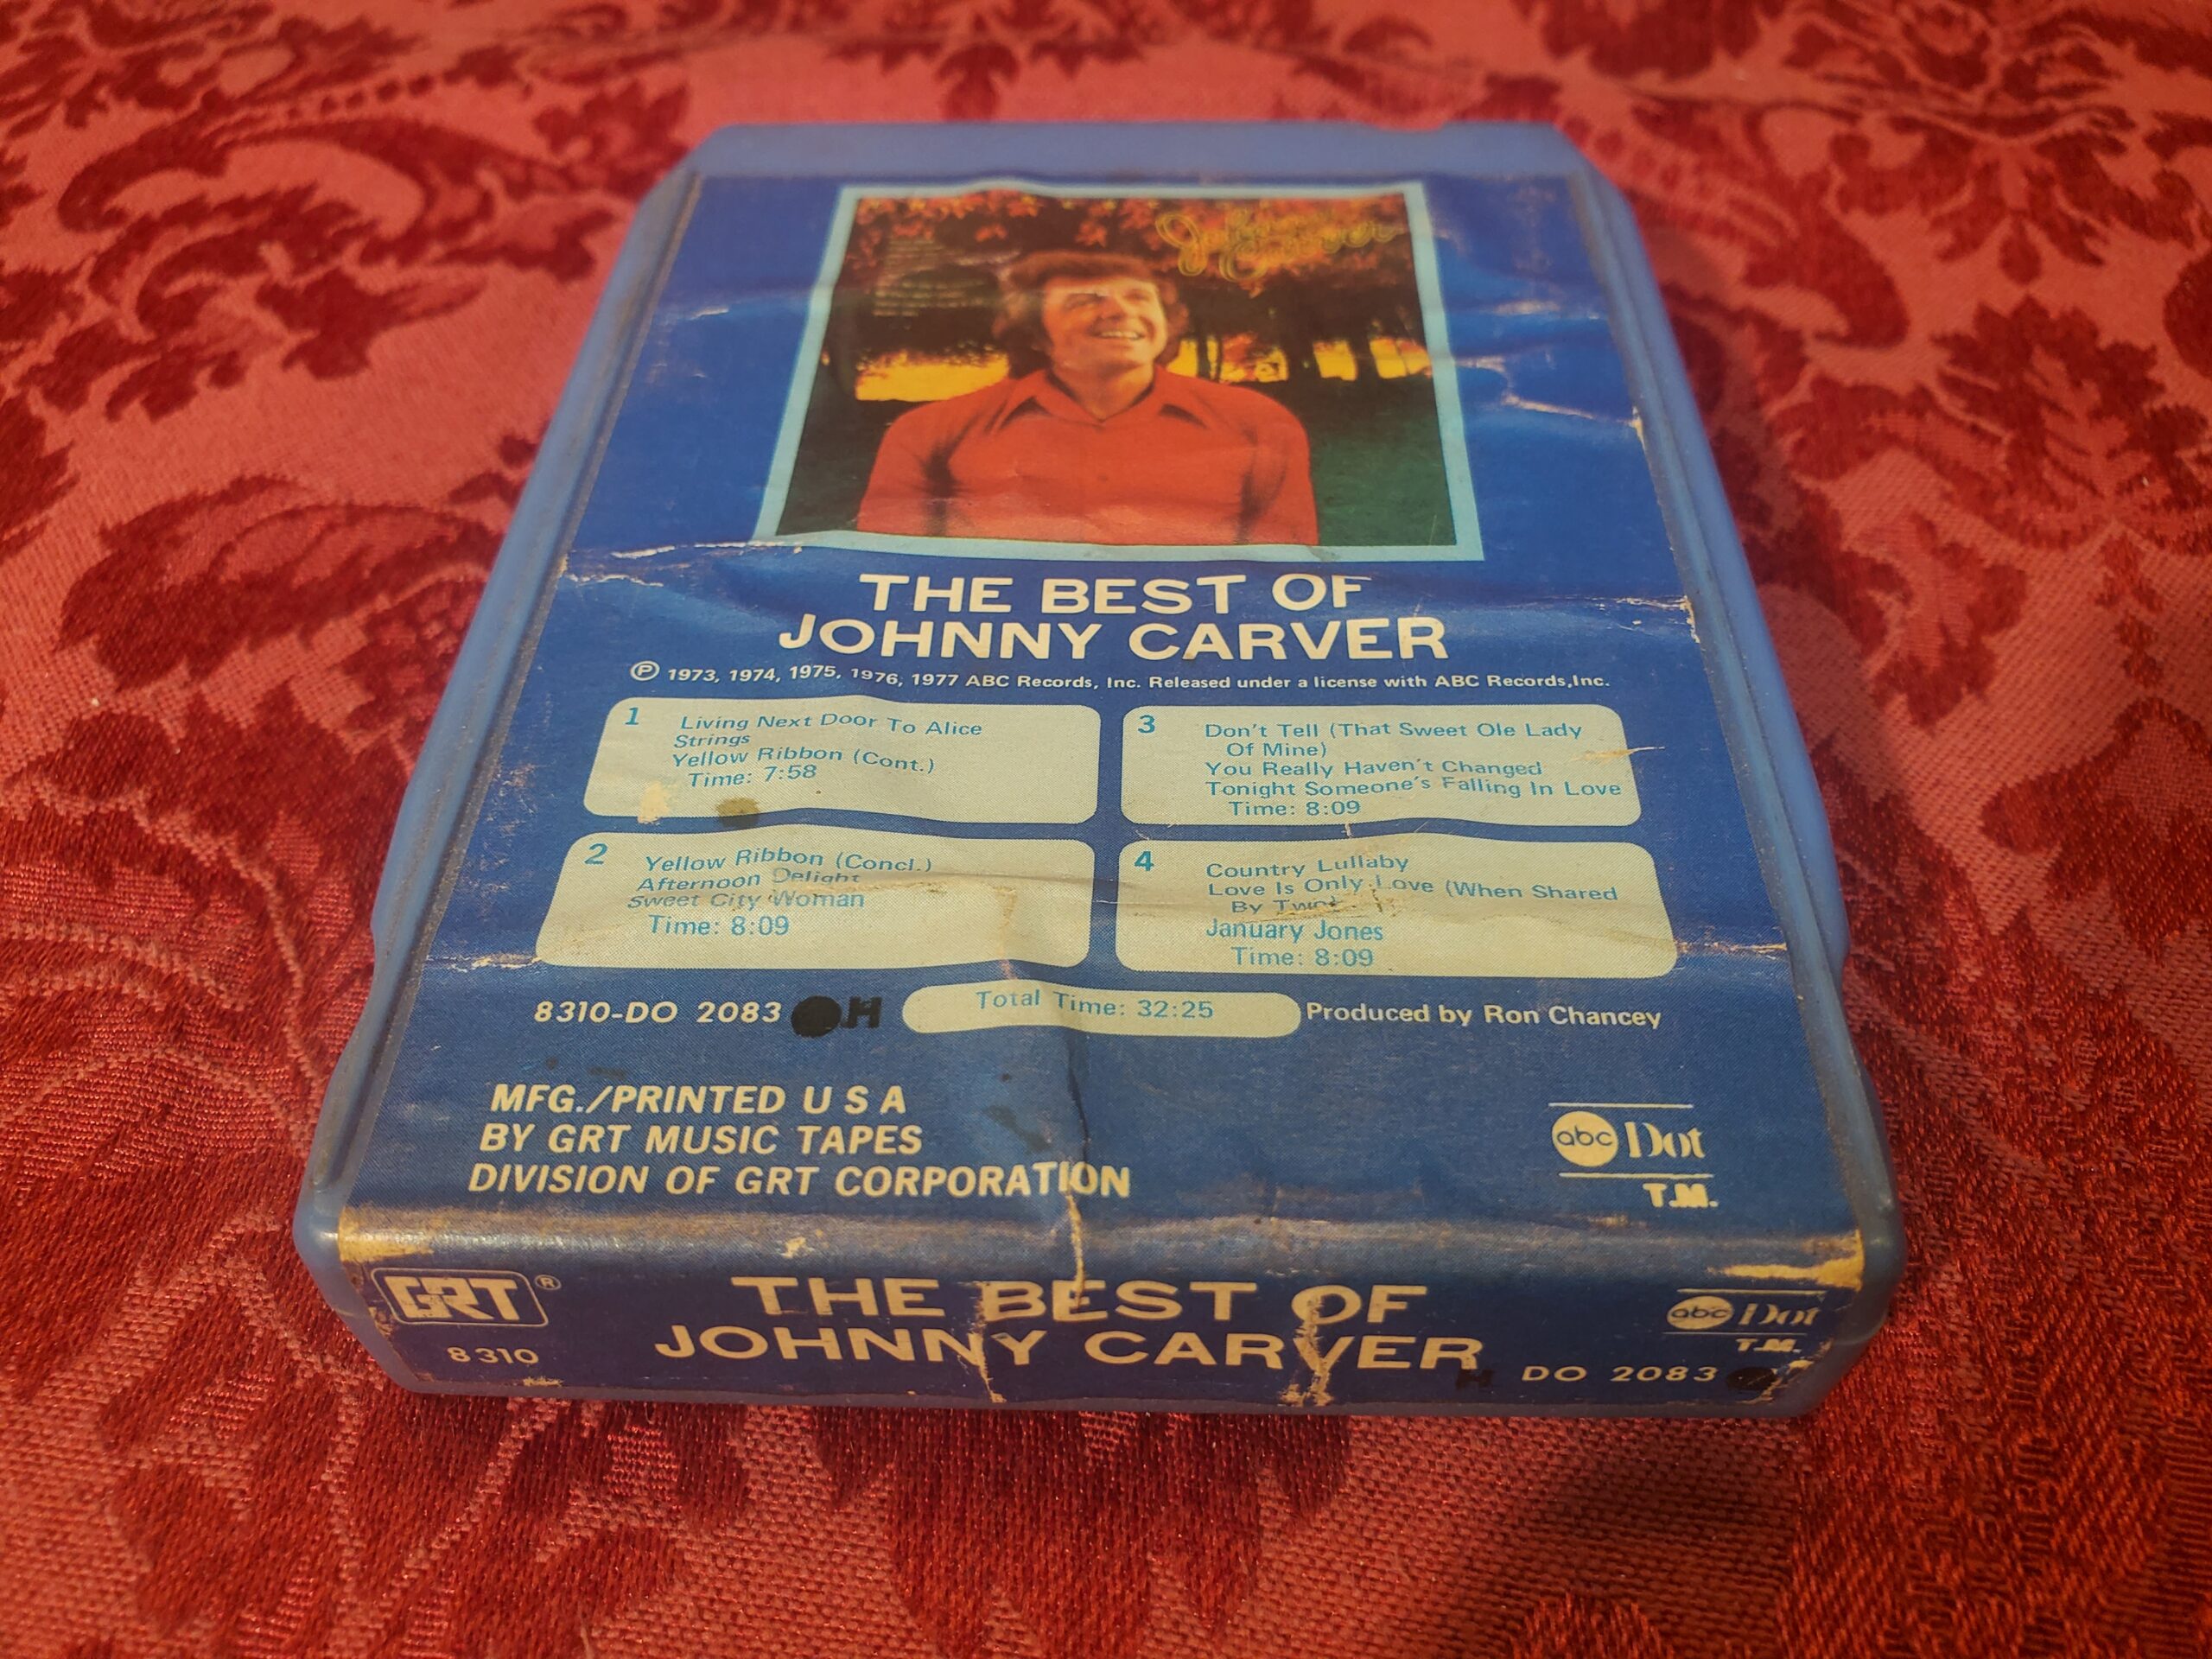 Johnny
Carver
THE BEST OF
JOHNNY CARVER
Ⓟ 1973, 1974, 1975, 1976, 1977 ABC Records, Inc. Released under a license with ABC Records,Inc.
1
Living Next Door To Alice
Strings
Yellow Ribbon (Cont.)
Time: 7:58
2
Yellow Ribbon (Concl.)
Afternoon Delight
Sweet City Woman
Time: 8:09
3
Don't Tell (That Sweet Ole Lady
Of Mine)
You Really Haven't Changed
Tonight Someone's Falling In Love
Time: 8:09
4
Country Lullaby
Love Is Only Love (When Shared
By Two)
January Jones
Time: 8:09
8310-DO 2083 H
Total Time: 32:25
Produced by Ron Chancey
MFG./PRINTED U S A
BY GRT MUSIC TAPES
DIVISION OF GRT CORPORATION
abc Dot
T.M.
GRT®
8310
THE BEST OF
JOHNNY CARVER
abc Dot
T.M.
H DO 2083